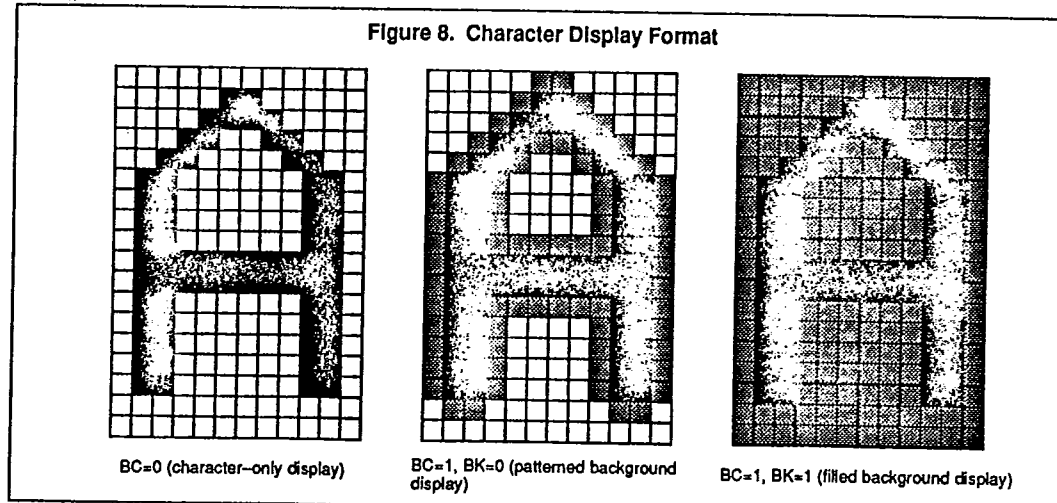 Figure 8. Character Display Format
BC=0 (character–only display)
BC=1, BK=0 (patterned background
display)
BC=1, BK=1 (filled background display)